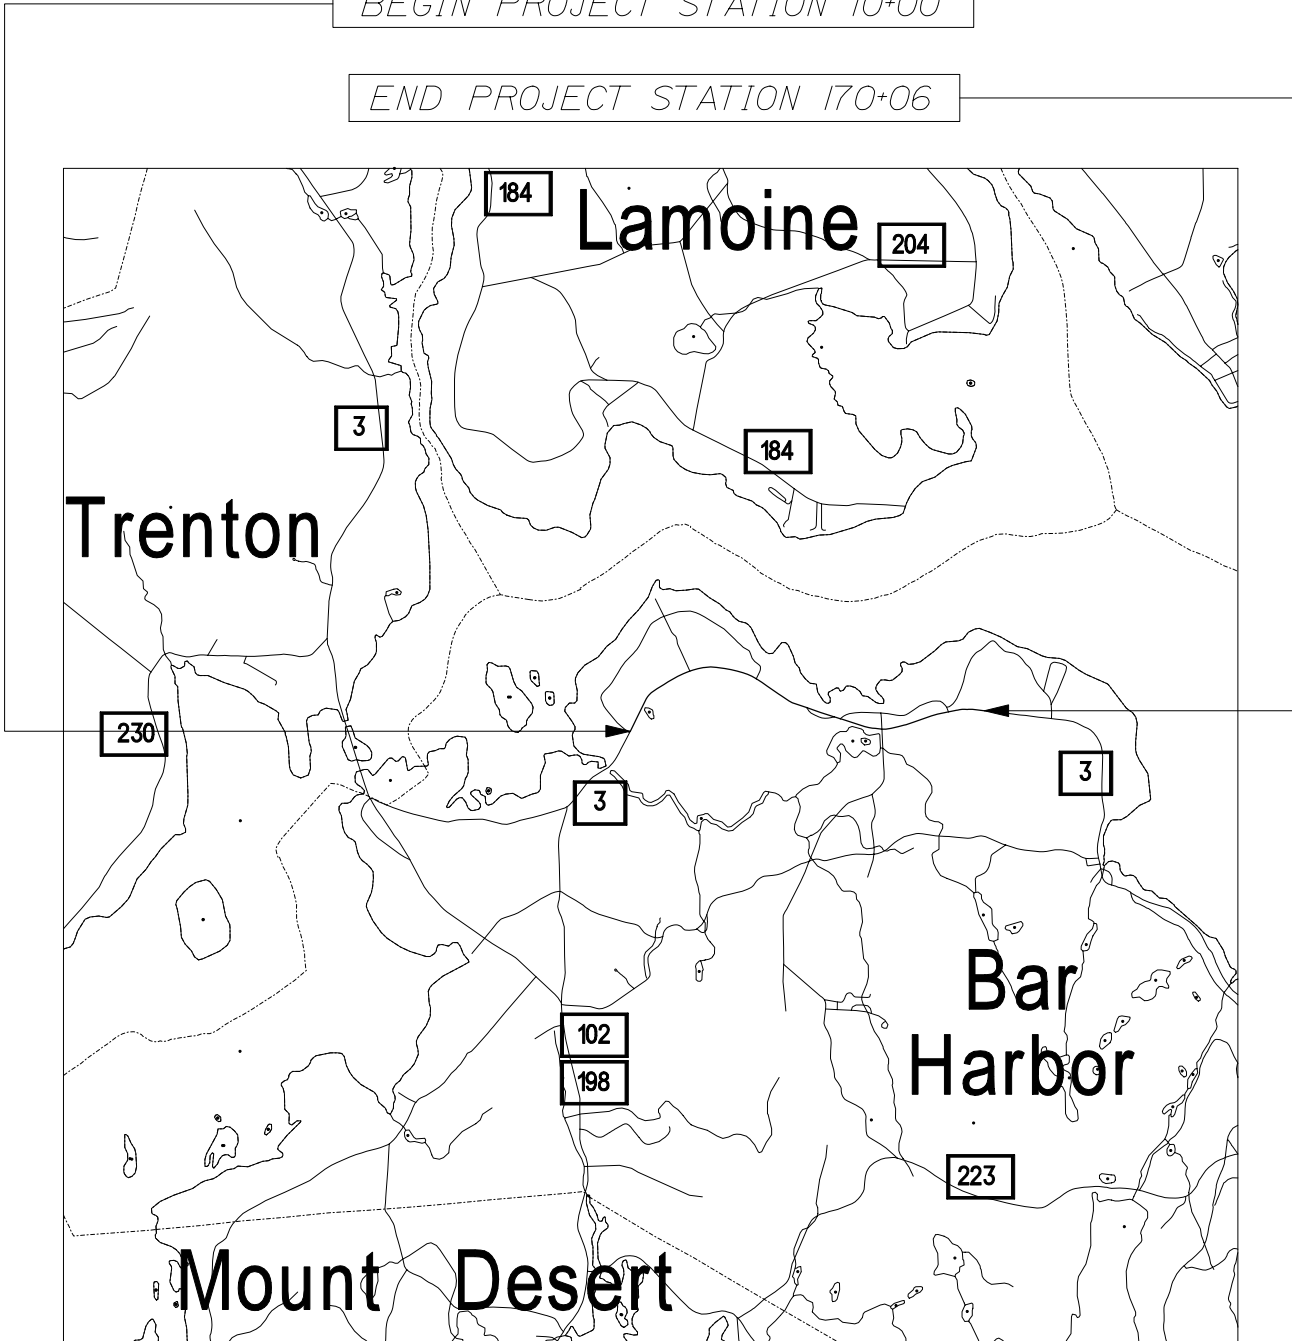 BEGIN PROJECT STATION 10+00
END PROJECT STATION 170+06
184
Lamoine
204
3
184
Trenton
230
3
3
Bar
Harbor
102
198
223
Mount Desert